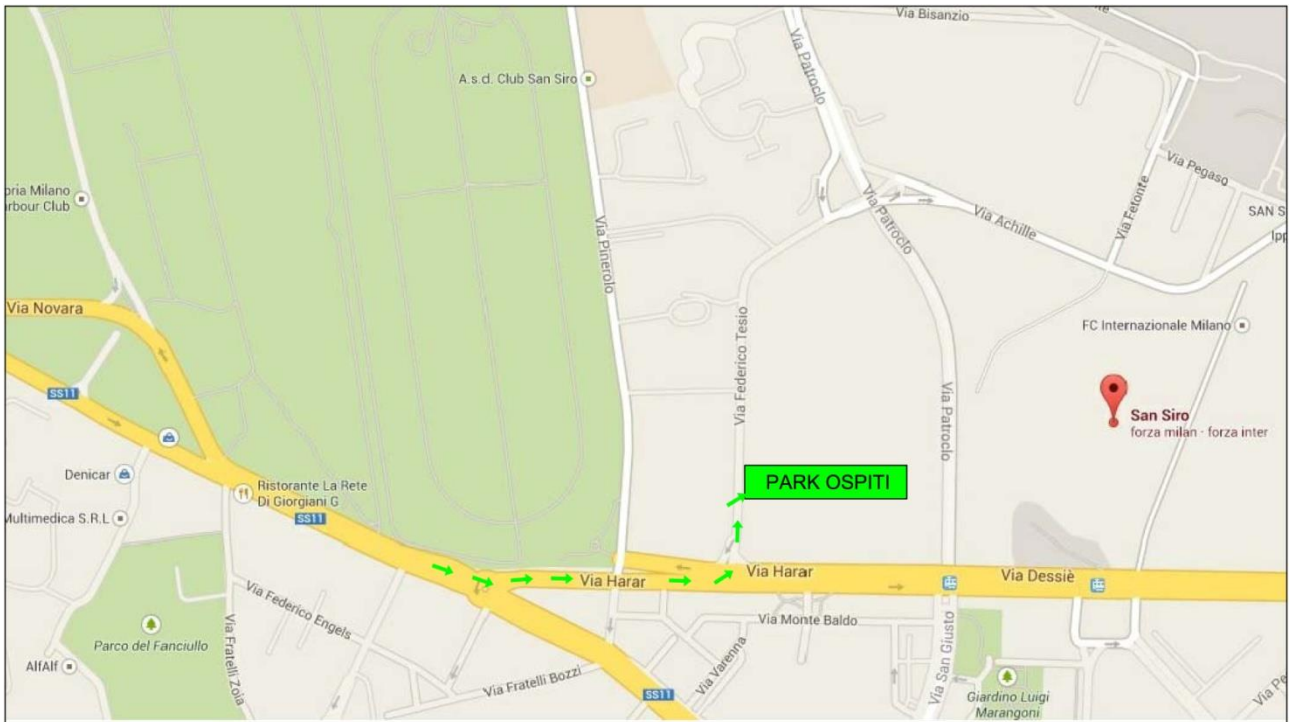 Via Bisanzio
Via Patroclo
A.s.d. Club San Siro
Via Pegaso
Via Fetonte
SAN S
Ipp
oria Milano
rbour Club
Via Pinerolo
Via Patroclo
Via Achille
Via Novara
FC Internazionale Milano
Via Federico Tesio
SS11
Via Patroclo
San Siro
forza milan · forza inter
Denicar
PARK OSPITI
Ristorante La Rete
Di Giorgiani G
Multimedica S.R.L
SS11
Via Harar
Via Harar
Via Dessiè
Via Federico Engels
Via Monte Baldo
Parco del Fanciullo
Via Fratelli Zoia
AlfAlf
Via Fratelli Bozzi
SS11
Via Varenna
Via San Giusto
Giardino Luigi
Marangoni
Via Pe